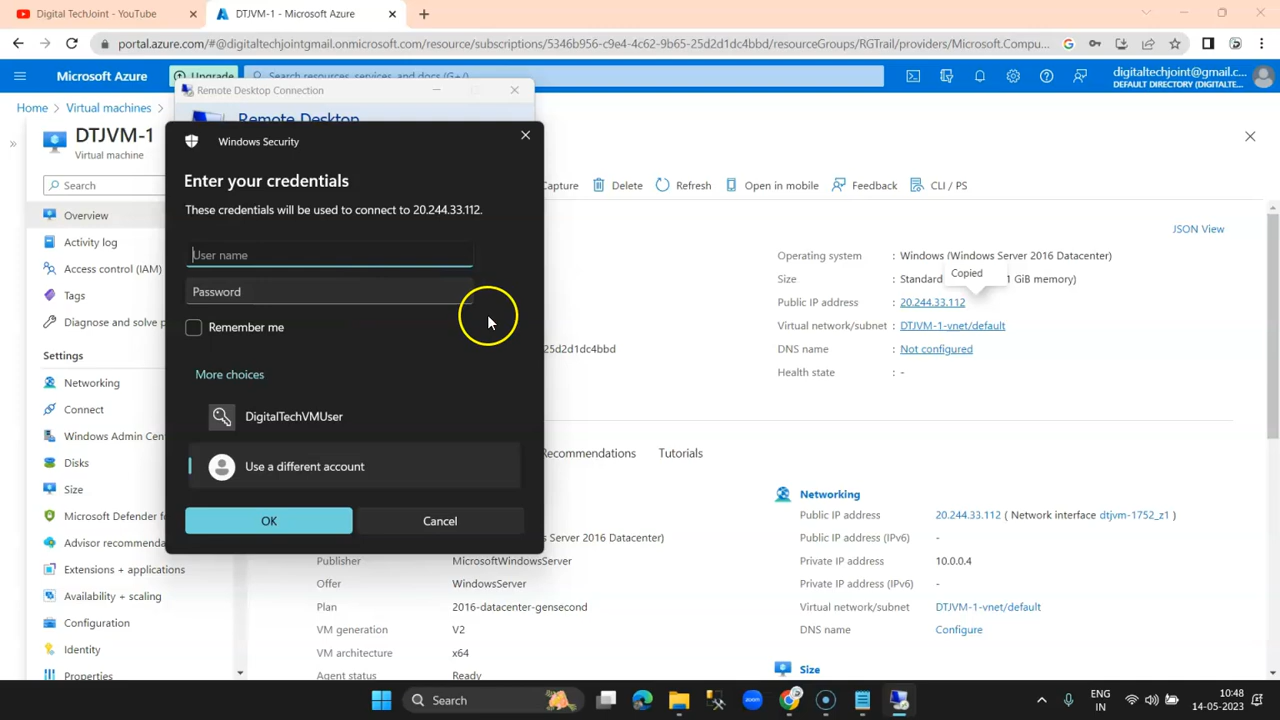 Digital TechJoint - YouTube
DTJVM-1 - Microsoft Azure
portal.azure.com/#@digitaltechjointgmail.onmicrosoft.com/resource/subscriptions/5346b956-c9e4-4c62-9b65-25d2d1dc4bbd/resourceGroups/RGTrail/providers/Microsoft.Compu...
Microsoft Azure
Upgrade
Search resources, services, and docs (G+/)
digitaltechjoint@gmail.c...
DEFAULT DIRECTORY (DIGITALTE...
Remote Desktop Connection
Remote Desktop
Home > Virtual machines >
DTJVM-1
Virtual machine
Search
Overview
Activity log
Access control (IAM)
Tags
Diagnose and solve p
Settings
Networking
Connect
Windows Admin Cen
Disks
Size
Microsoft Defender f
Advisor recommenda
Extensions + applications
Availability + scaling
Configuration
Identity
Properties
Windows Security
Enter your credentials
These credentials will be used to connect to 20.244.33.112.
User name
Password
Remember me
More choices
DigitalTechVMUser
Use a different account
OK
Cancel
Capture
Delete
Refresh
Open in mobile
Feedback
CLI / PS
JSON View
Operating system : Windows (Windows Server 2016 Datacenter)
Copied
Size : Standard 1 GiB memory)
Public IP address : 20.244.33.112
Virtual network/subnet : DTJVM-1-vnet/default
25d2d1dc4bbd
DNS name : Not configured
Health state : -
Recommendations
Tutorials
Networking
Public IP address 20.244.33.112 ( Network interface dtjvm-1752_z1 )
s Server 2016 Datacenter)
Public IP address (IPv6) -
Publisher MicrosoftWindowsServer
Private IP address 10.0.0.4
Offer WindowsServer
Private IP address (IPv6) -
Plan 2016-datacenter-gensecond
Virtual network/subnet DTJVM-1-vnet/default
VM generation V2
DNS name Configure
VM architecture x64
Agent status Ready
Size
Search
zoom
ENG
IN
10:48
14-05-2023